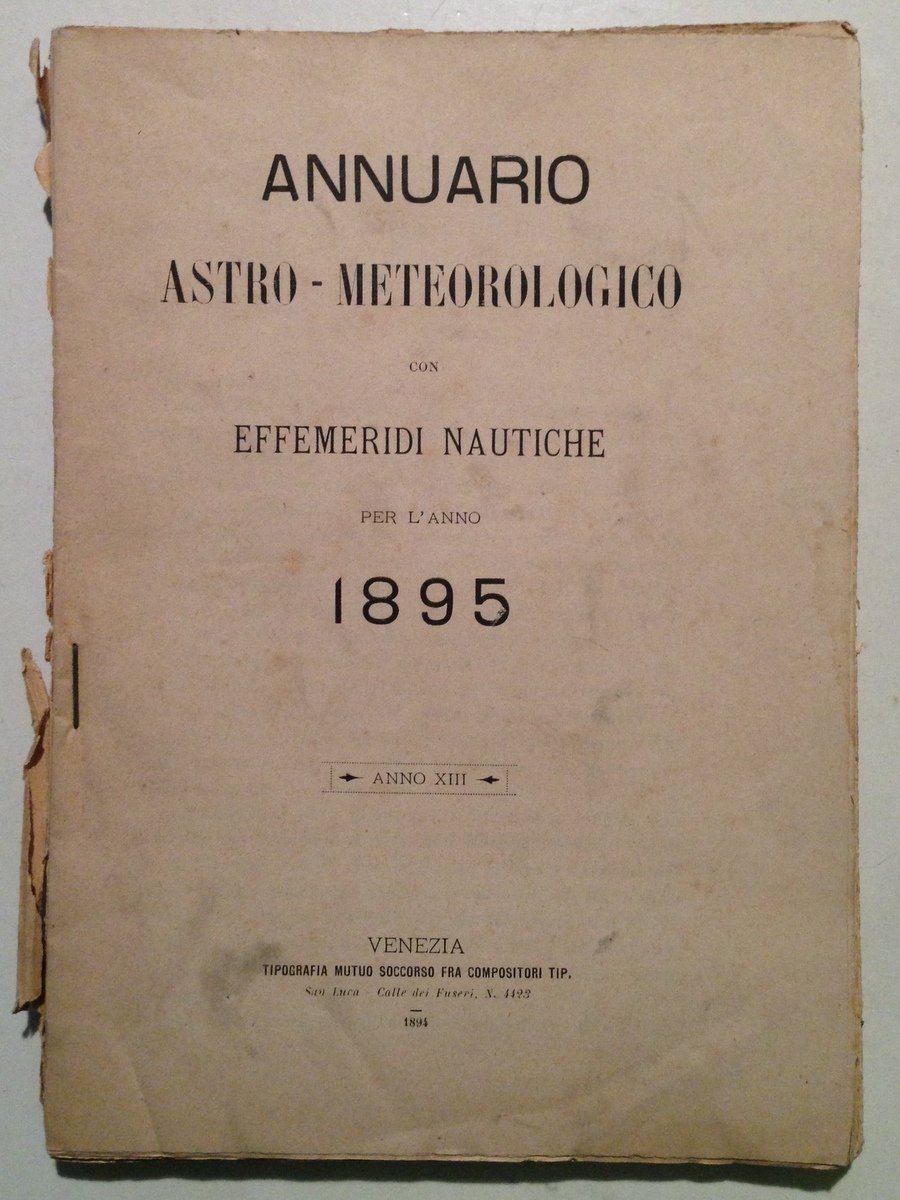 ANNUARIO
ASTRO - METEOROLOGICO
CON
EFFEMERIDI NAUTICHE
PER L'ANNO
1895
ANNO XIII
VENEZIA
TIPOGRAFIA MUTUO SOCCORSO FRA COMPOSITORI TIP.
San Luca - Calle dei Fuseri, N. 4423
1894